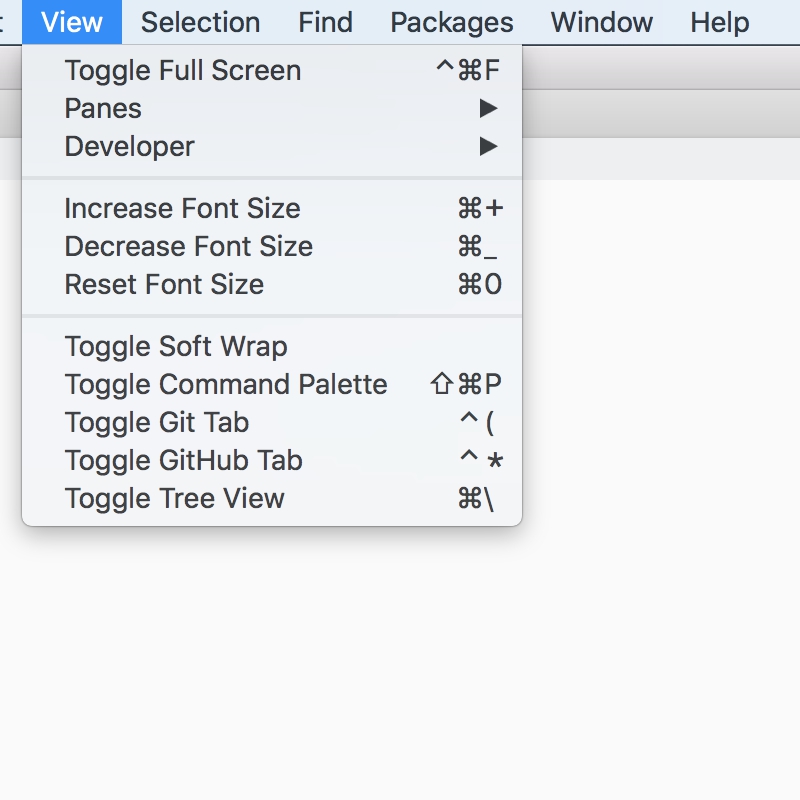 View Selection Find Packages Window Help
Toggle Full Screen ^⌘F
Panes ▶
Developer ▶
Increase Font Size ⌘+
Decrease Font Size ⌘_
Reset Font Size ⌘0
Toggle Soft Wrap
Toggle Command Palette ⇧⌘P
Toggle Git Tab ^(
Toggle GitHub Tab ^*
Toggle Tree View ⌘\